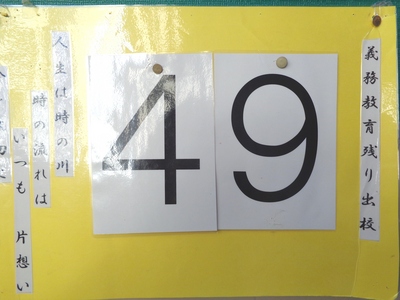 義務教育残り出校
49
人生は時の川
時の流れは
いつも 片想い